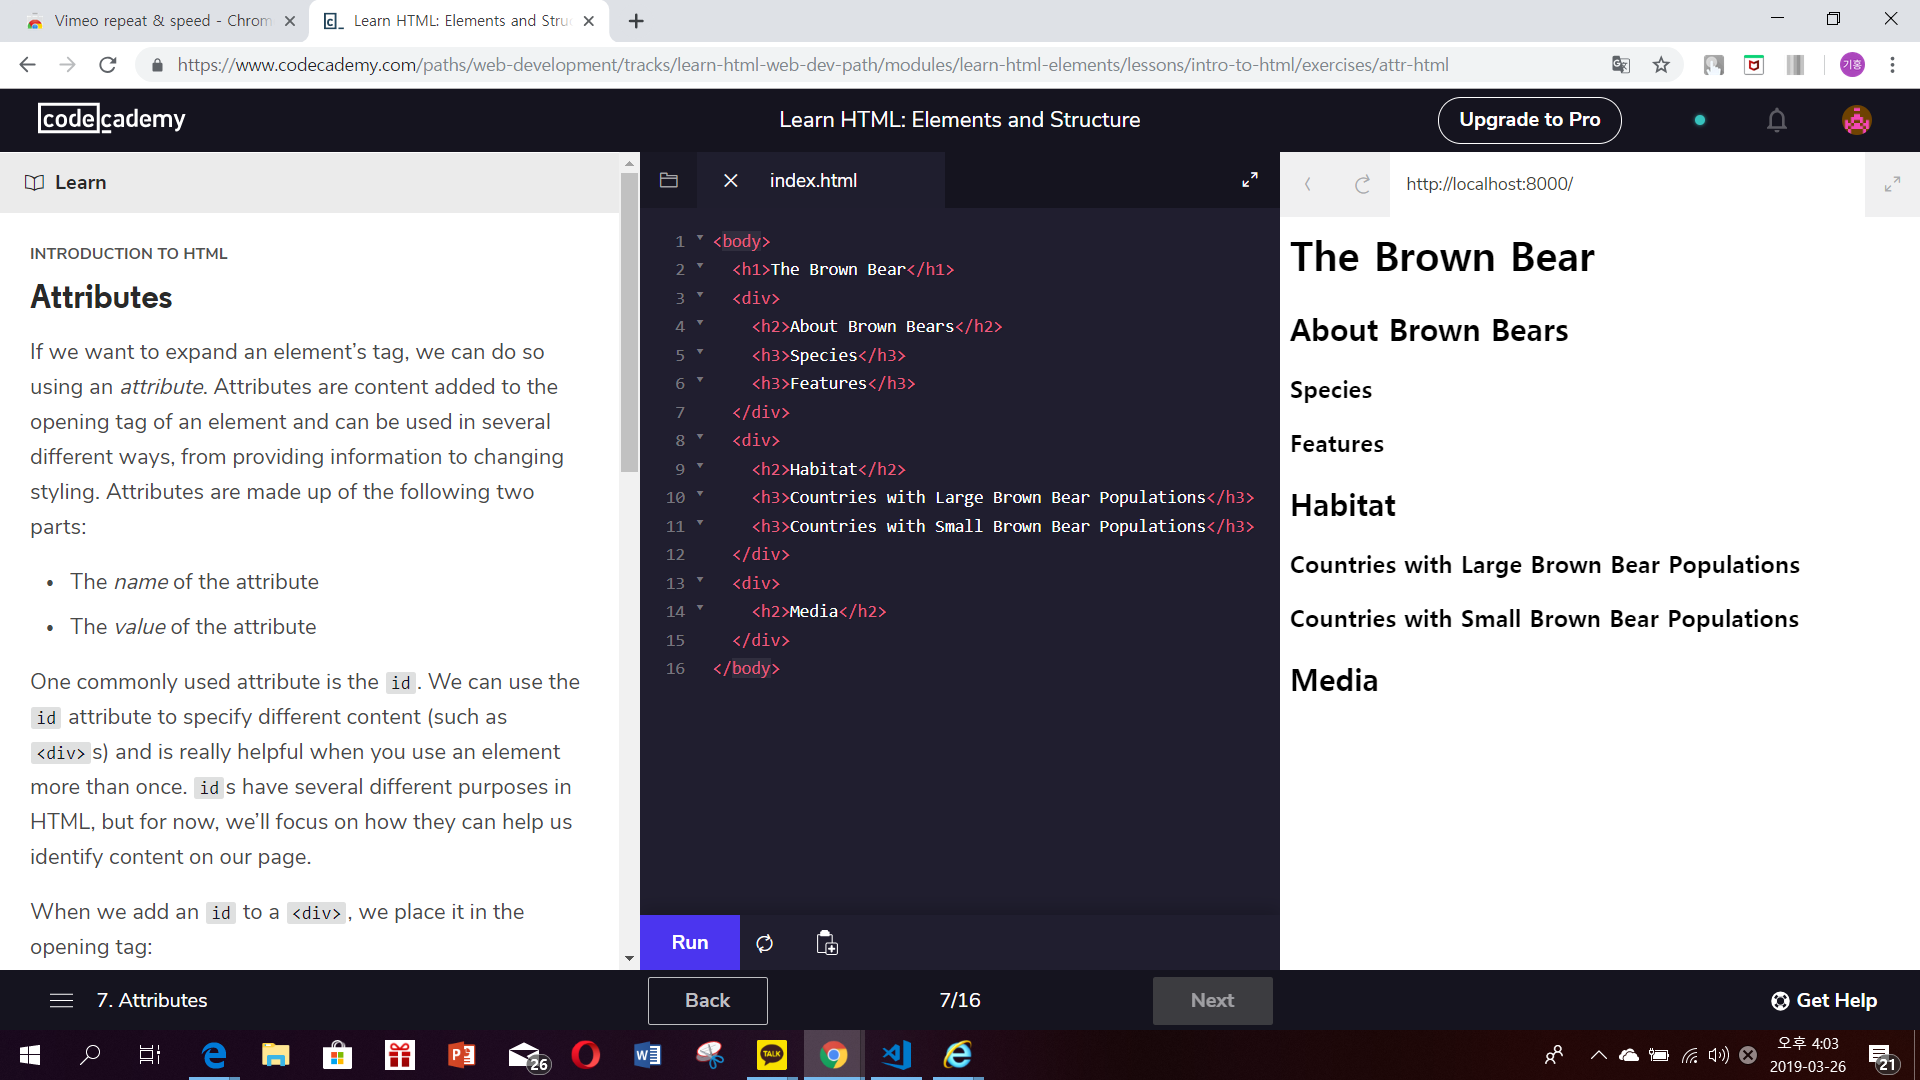 Vimeo repeat & speed - Chrom
Learn HTML: Elements and Stru
https://www.codecademy.com/paths/web-development/tracks/learn-html-web-dev-path/modules/learn-html-elements/lessons/intro-to-html/exercises/attr-html
기홍
codecademy
Learn HTML: Elements and Structure
Upgrade to Pro
Learn
INTRODUCTION TO HTML
Attributes
If we want to expand an element’s tag, we can do so
using an attribute. Attributes are content added to the
opening tag of an element and can be used in several
different ways, from providing information to changing
styling. Attributes are made up of the following two
parts:
• The name of the attribute
• The value of the attribute
One commonly used attribute is the id. We can use the
id attribute to specify different content (such as
<div>s) and is really helpful when you use an element
more than once. ids have several different purposes in
HTML, but for now, we’ll focus on how they can help us
identify content on our page.
When we add an id to a <div>, we place it in the
opening tag:
index.html
1 <body>
2 <h1>The Brown Bear</h1>
3 <div>
4 <h2>About Brown Bears</h2>
5 <h3>Species</h3>
6 <h3>Features</h3>
7 </div>
8 <div>
9 <h2>Habitat</h2>
10 <h3>Countries with Large Brown Bear Populations</h3>
11 <h3>Countries with Small Brown Bear Populations</h3>
12 </div>
13 <div>
14 <h2>Media</h2>
15 </div>
16 </body>
Run
http://localhost:8000/
The Brown Bear
About Brown Bears
Species
Features
Habitat
Countries with Large Brown Bear Populations
Countries with Small Brown Bear Populations
Media
7. Attributes
Back
7/16
Next
Get Help
26
TALK
오후 4:03
2019-03-26
21